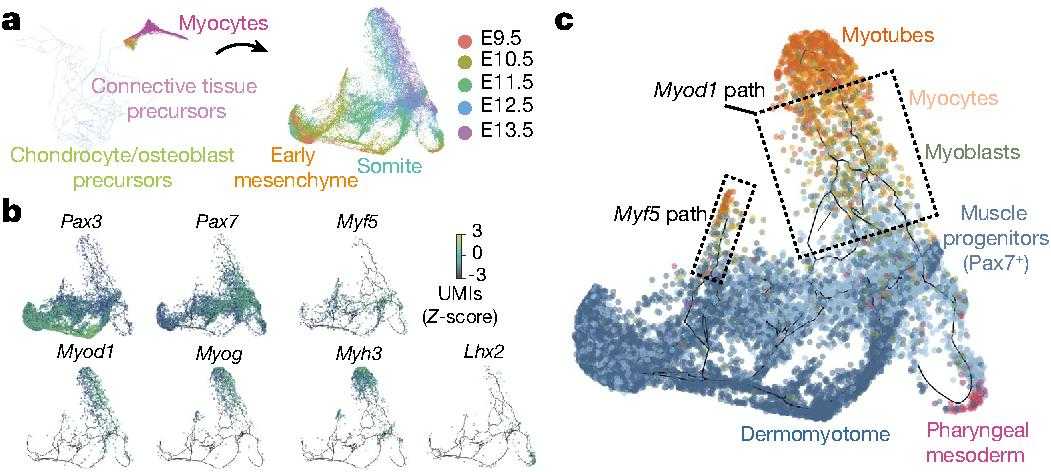 a
Myocytes
Connective tissue
precursors
Chondrocyte/osteoblast
precursors
Early
mesenchyme
Somite
E9.5
E10.5
E11.5
E12.5
E13.5
b
Pax3
Pax7
Myf5
3
0
-3
UMIs
(Z-score)
Myod1
Myog
Myh3
Lhx2
c
Myotubes
Myod1 path
Myocytes
Myoblasts
Myf5 path
Muscle
progenitors
(Pax7+)
Dermomyotome
Pharyngeal
mesoderm